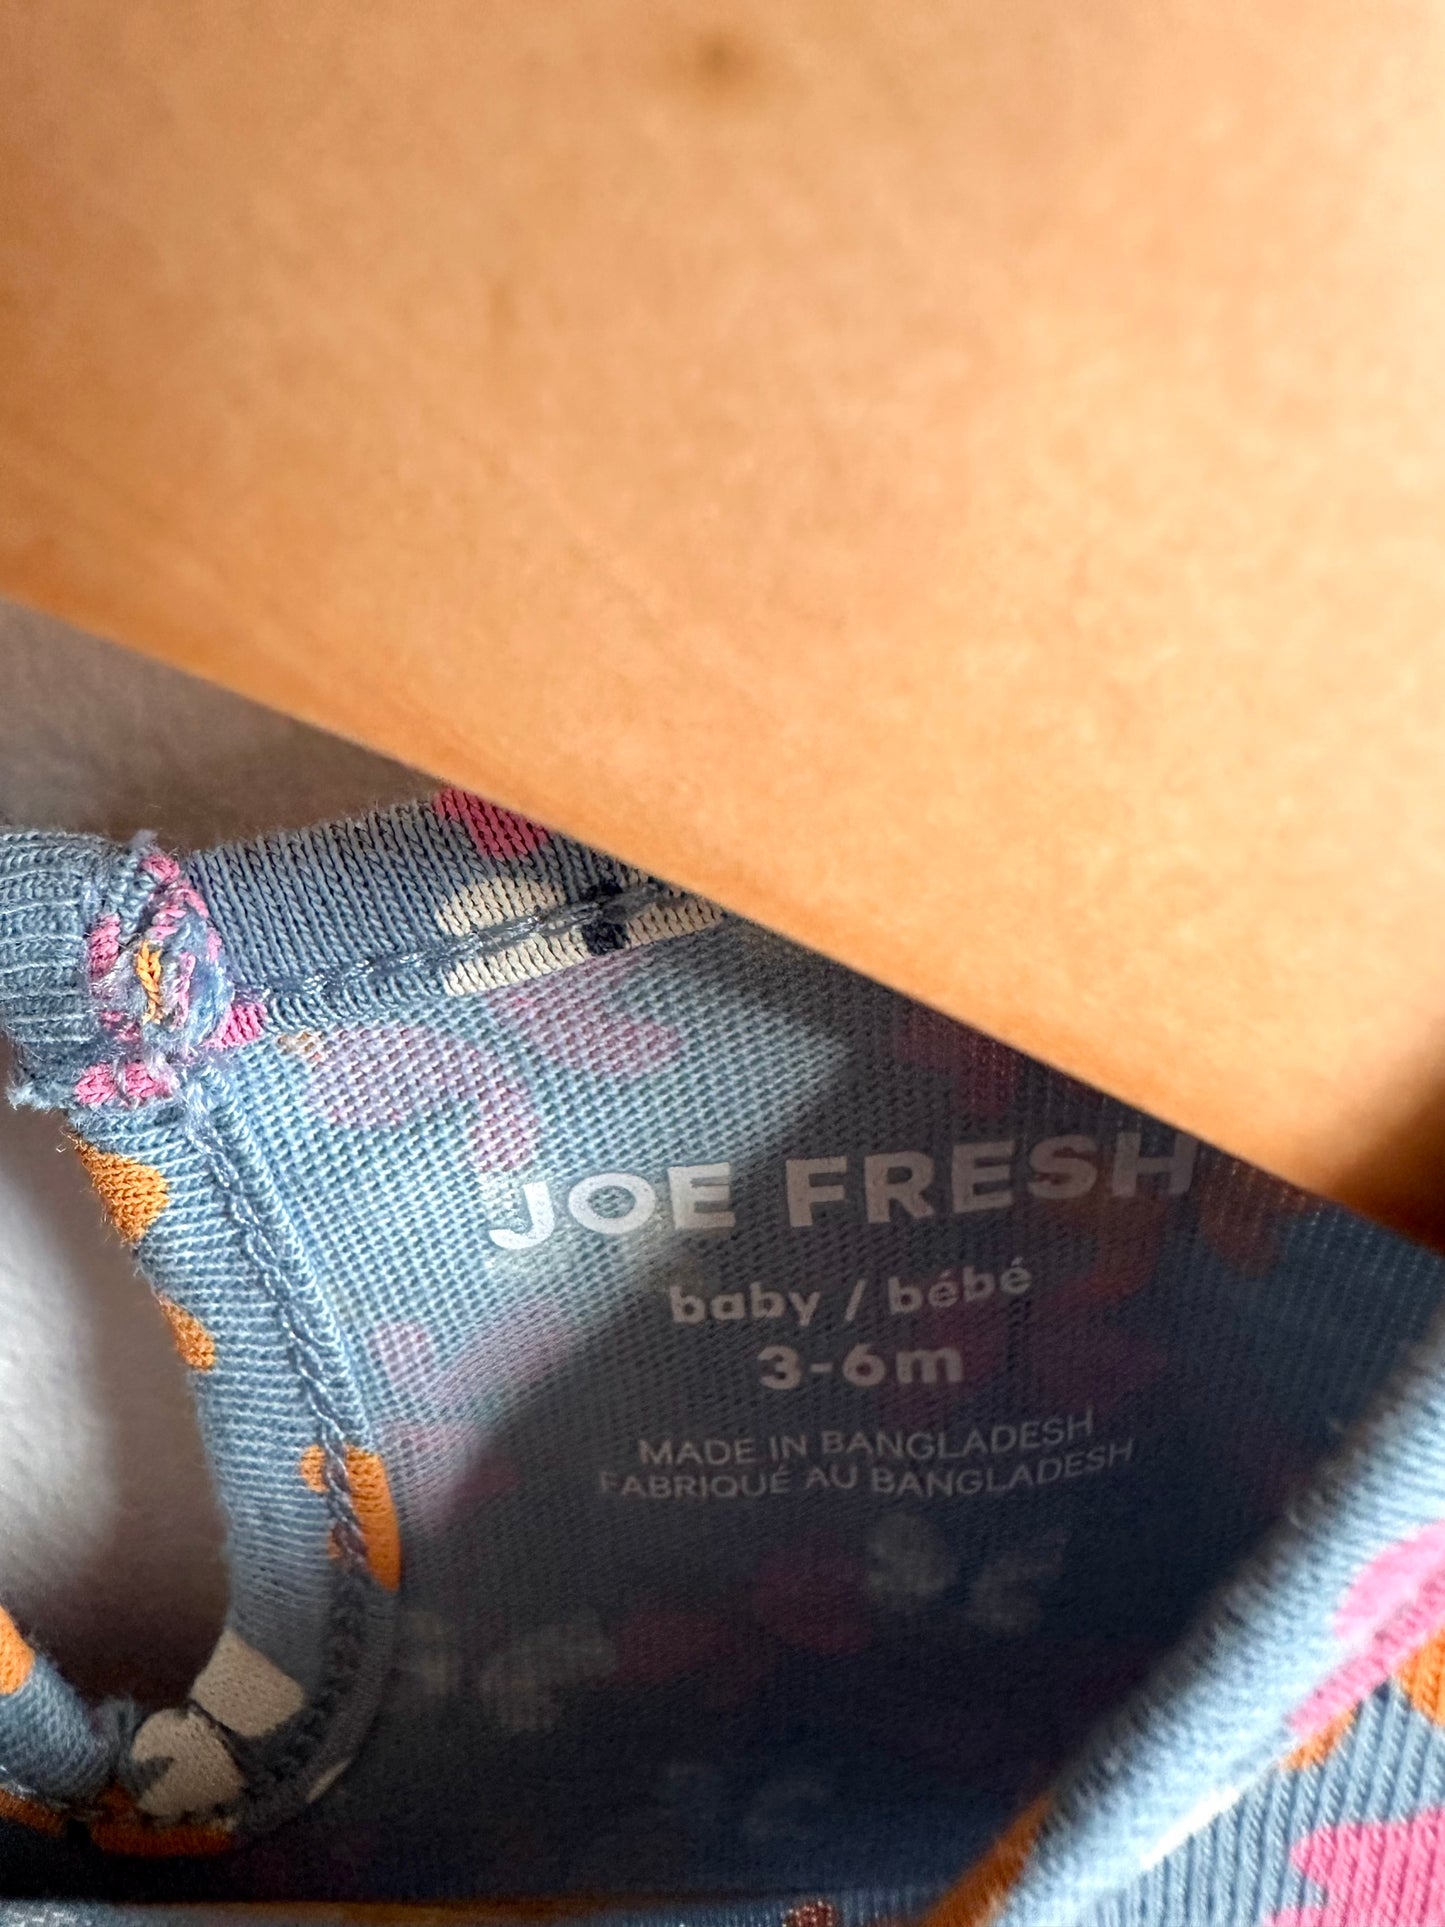 JOE FRESH
baby / bébé
3-6m
MADE IN BANGLADESH
FABRIQUÉ AU BANGLADESH